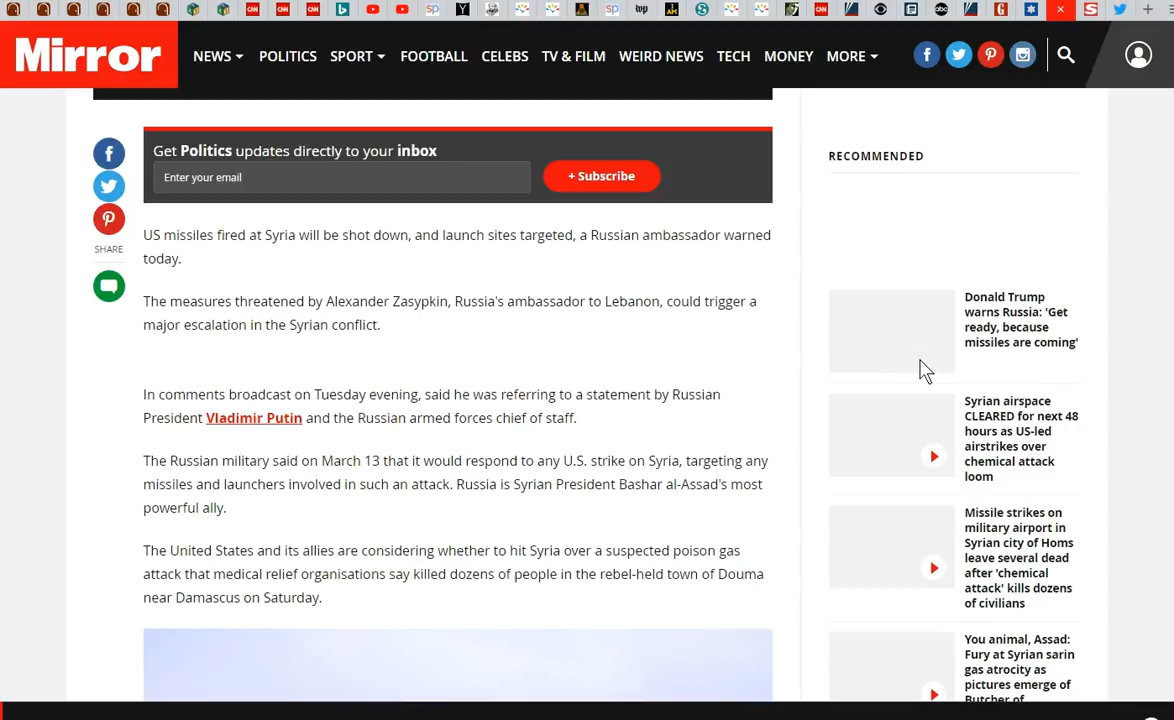 Mirror
NEWS
POLITICS
SPORT
FOOTBALL
CELEBS
TV & FILM
WEIRD NEWS
TECH
MONEY
MORE
Get Politics updates directly to your inbox
Enter your email
+ Subscribe
SHARE
US missiles fired at Syria will be shot down, and launch sites targeted, a Russian ambassador warned
today.
The measures threatened by Alexander Zasypkin, Russia's ambassador to Lebanon, could trigger a
major escalation in the Syrian conflict.
In comments broadcast on Tuesday evening, said he was referring to a statement by Russian
President Vladimir Putin and the Russian armed forces chief of staff.
The Russian military said on March 13 that it would respond to any U.S. strike on Syria, targeting any
missiles and launchers involved in such an attack. Russia is Syrian President Bashar al-Assad's most
powerful ally.
The United States and its allies are considering whether to hit Syria over a suspected poison gas
attack that medical relief organisations say killed dozens of people in the rebel-held town of Douma
near Damascus on Saturday.
RECOMMENDED
Donald Trump
warns Russia: 'Get
ready, because
missiles are coming'
Syrian airspace
CLEARED for next 48
hours as US-led
airstrikes over
chemical attack
loom
Missile strikes on
military airport in
Syrian city of Homs
leave several dead
after 'chemical
attack' kills dozens
of civilians
You animal, Assad:
Fury at Syrian sarin
gas atrocity as
pictures emerge of
Butcher of